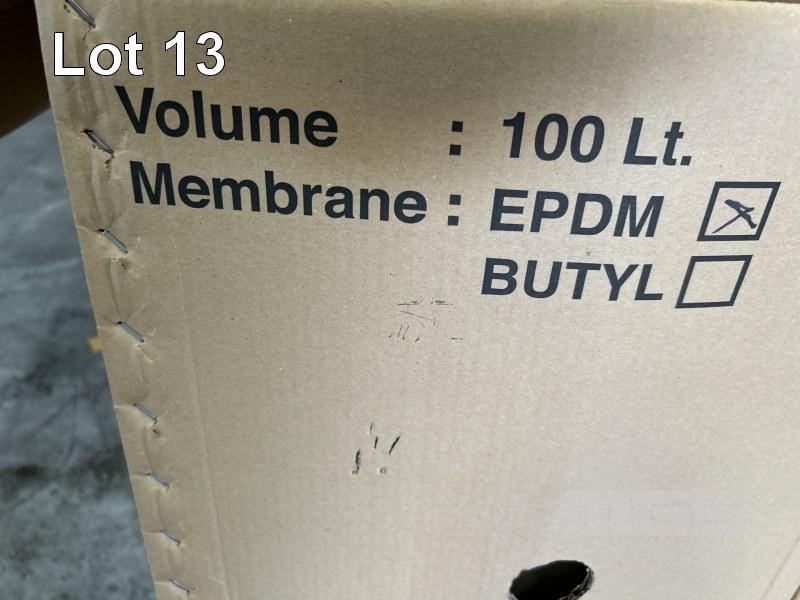 Lot 13
Volume : 100 Lt.
Membrane : EPDM
BUTYL